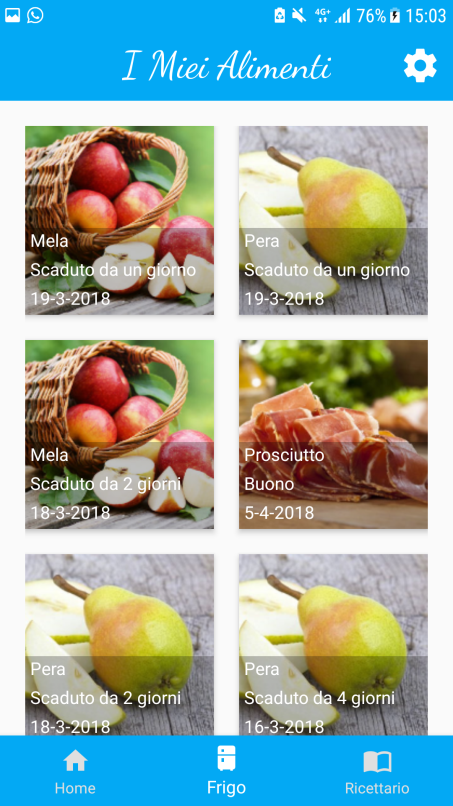 4G+ 76% 15:03
I Miei Alimenti
Mela
Scaduto da un giorno
19-3-2018
Pera
Scaduto da un giorno
19-3-2018
Mela
Scaduto da 2 giorni
18-3-2018
Prosciutto
Buono
5-4-2018
Pera
Scaduto da 2 giorni
18-3-2018
Pera
Scaduto da 4 giorni
16-3-2018
Home
Frigo
Ricettario